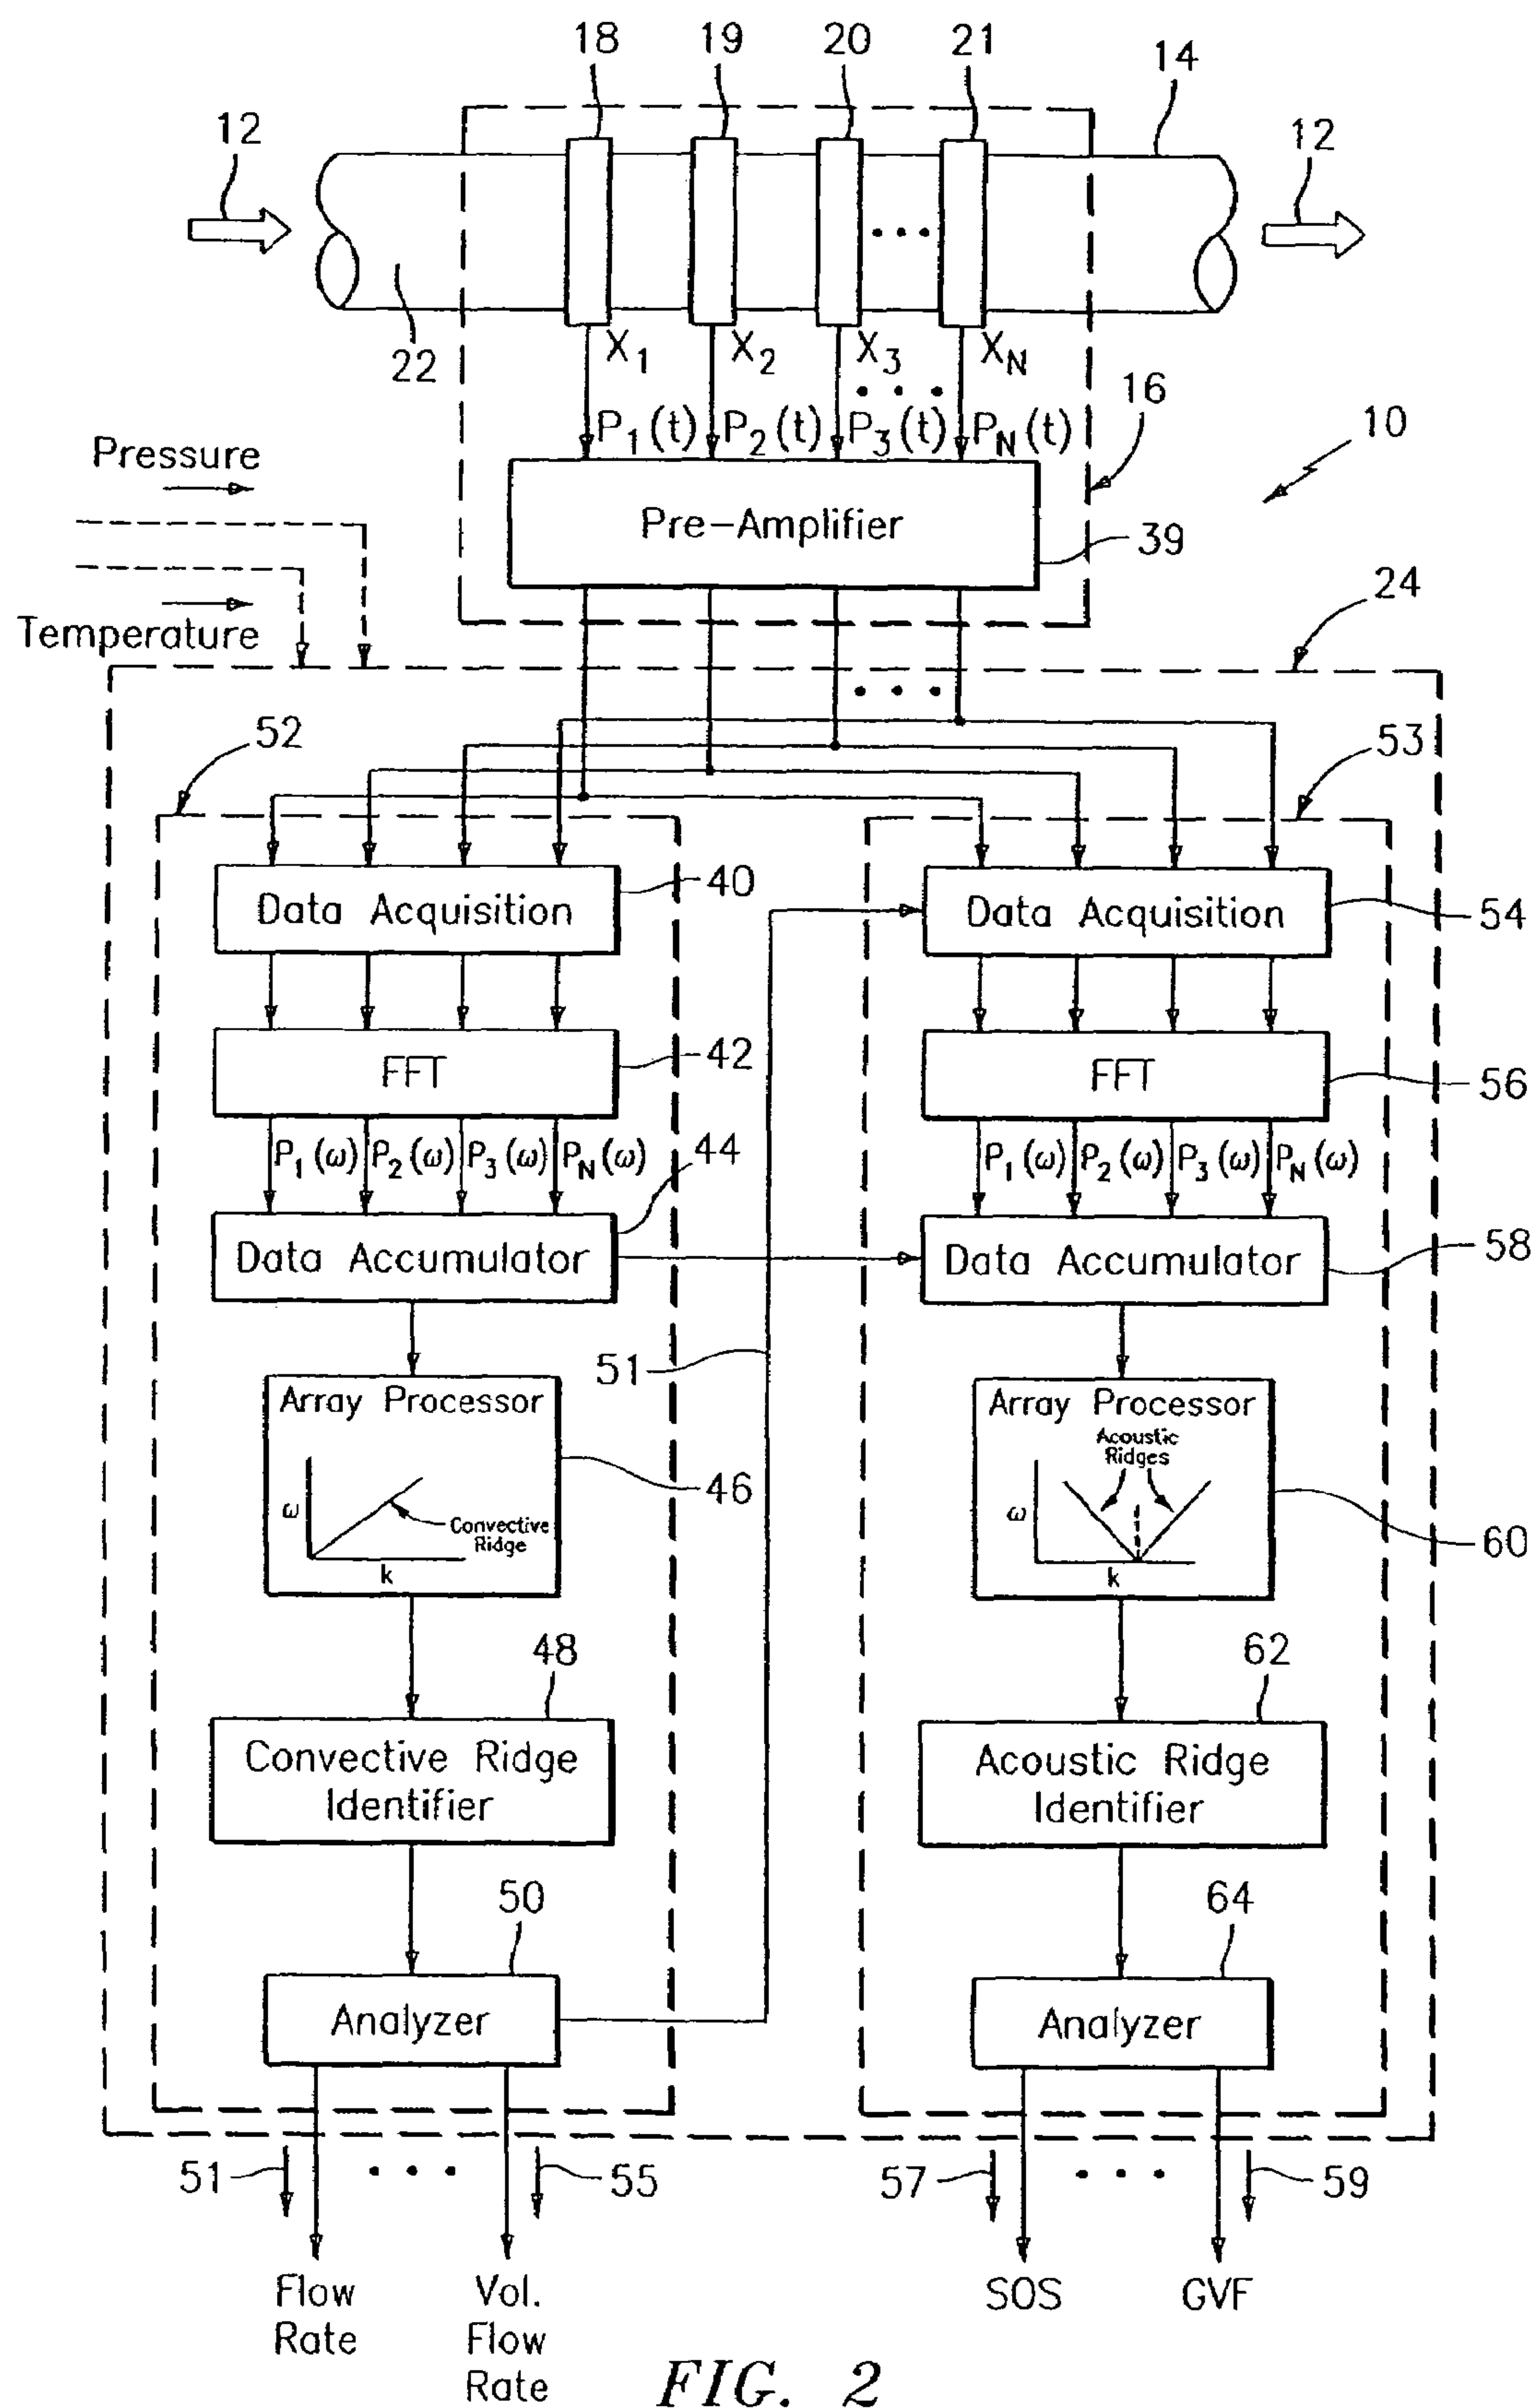 18 19 20 21 14
12 12
22
X1 X2 X3 XN
16
P1(t) P2(t) P3(t) PN(t)
10
Pressure
Pre-Amplifier
39
24
Temperature
52 53
Data Acquisition 40
Data Acquisition 54
FFT 42
FFT 56
P1(ω) P2(ω) P3(ω) PN(ω) 44
P1(ω) P2(ω) P3(ω) PN(ω)
Data Accumulator
Data Accumulator 58
51
Array Processor
ω
Convective
Ridge
k
46
Array Processor
Acoustic
Ridges
ω
k
60
48
Convective Ridge
Identifier
62
Acoustic Ridge
Identifier
50
Analyzer
64
Analyzer
51 55
57 59
Flow
Rate
Vol.
Flow
Rate
SOS
GVF
FIG. 2